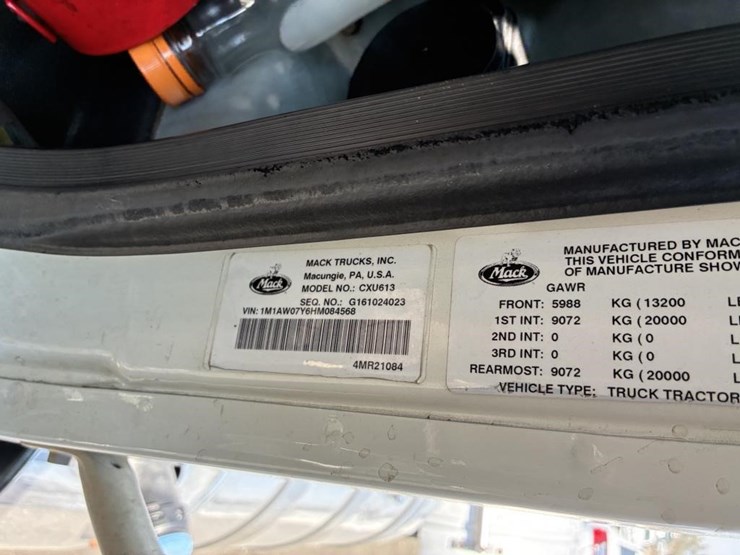 Mack
MACK TRUCKS, INC.
Macungie, PA, U.S.A.
MODEL NO.: CXU613
SEQ. NO.: G161024023
VIN: 1M1AW07Y6HM084568
4MR21084
Mack
MANUFACTURED BY MAC
THIS VEHICLE CONFORM
OF MANUFACTURE SHOW
GAWR
FRONT: 5988 KG ( 13200
1ST INT: 9072 KG ( 20000
2ND INT: 0 KG ( 0
3RD INT: 0 KG ( 0
REARMOST: 9072 KG ( 20000
VEHICLE TYPE: TRUCK TRACTOR